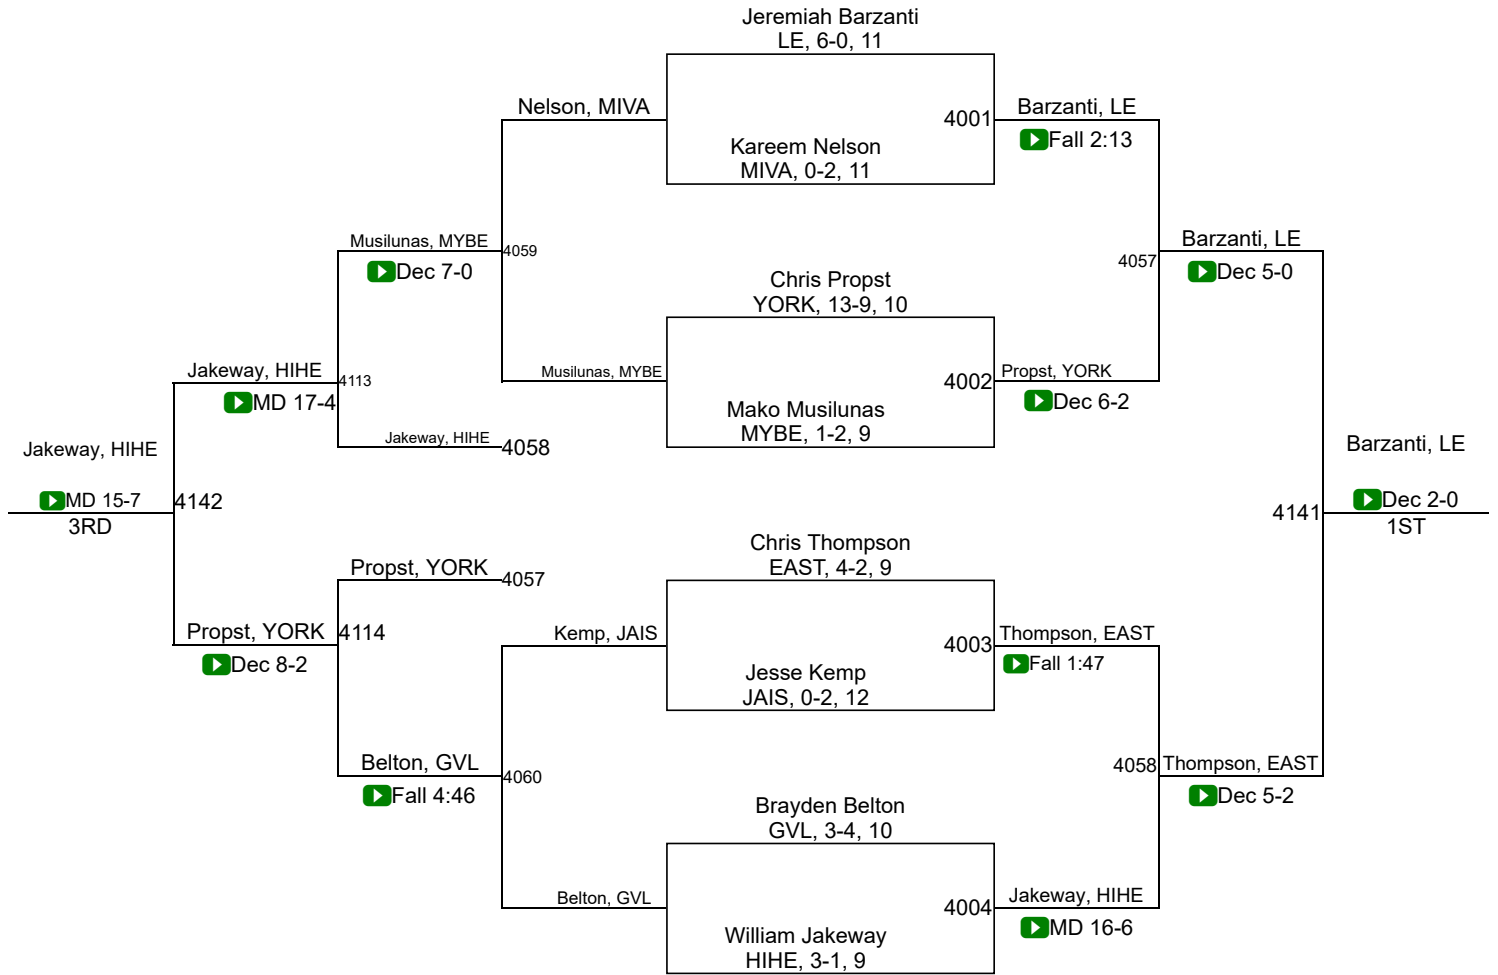 Jeremiah Barzanti
LE, 6-0, 11
Nelson, MIVA
4001
Barzanti, LE
Fall 2:13
Kareem Nelson
MIVA, 0-2, 11
Musilunas, MYBE
4059
Dec 7-0
4057
Barzanti, LE
Dec 5-0
Chris Propst
YORK, 13-9, 10
Jakeway, HIHE
4113
MD 17-4
Musilunas, MYBE
4002
Propst, YORK
Dec 6-2
Mako Musilunas
MYBE, 1-2, 9
Jakeway, HIHE
4058
Jakeway, HIHE
MD 15-7
3RD
4142
Barzanti, LE
4141
Dec 2-0
1ST
Chris Thompson
EAST, 4-2, 9
Propst, YORK
4057
Propst, YORK
4114
Dec 8-2
Kemp, JAIS
4003
Thompson, EAST
Fall 1:47
Jesse Kemp
JAIS, 0-2, 12
Belton, GVL
4060
Fall 4:46
4058
Thompson, EAST
Dec 5-2
Brayden Belton
GVL, 3-4, 10
Belton, GVL
4004
Jakeway, HIHE
MD 16-6
William Jakeway
HIHE, 3-1, 9